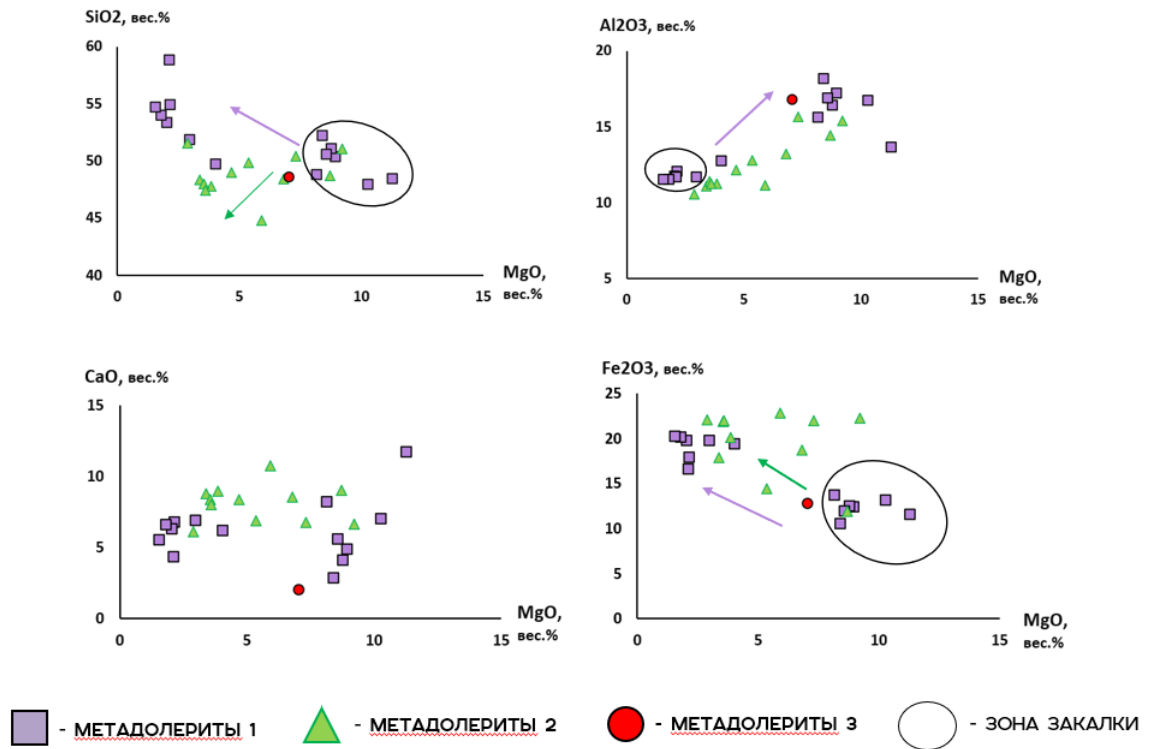 SiO2, вес.%
60
55
50
45
40
0
5
10
15
MgO,
вес.%
Al2O3, вес.%
20
15
10
5
0
5
10
15
MgO,
вес.%
CaO, вес.%
15
10
5
0
0
5
10
15
MgO,
вес.%
Fe2O3, вес.%
25
20
15
10
5
0
0
5
10
15
MgO,
вес.%
- МЕТАДОЛЕРИТЫ 1
- МЕТАДОЛЕРИТЫ 2
- МЕТАДОЛЕРИТЫ 3
- ЗОНА ЗАКАЛКИ